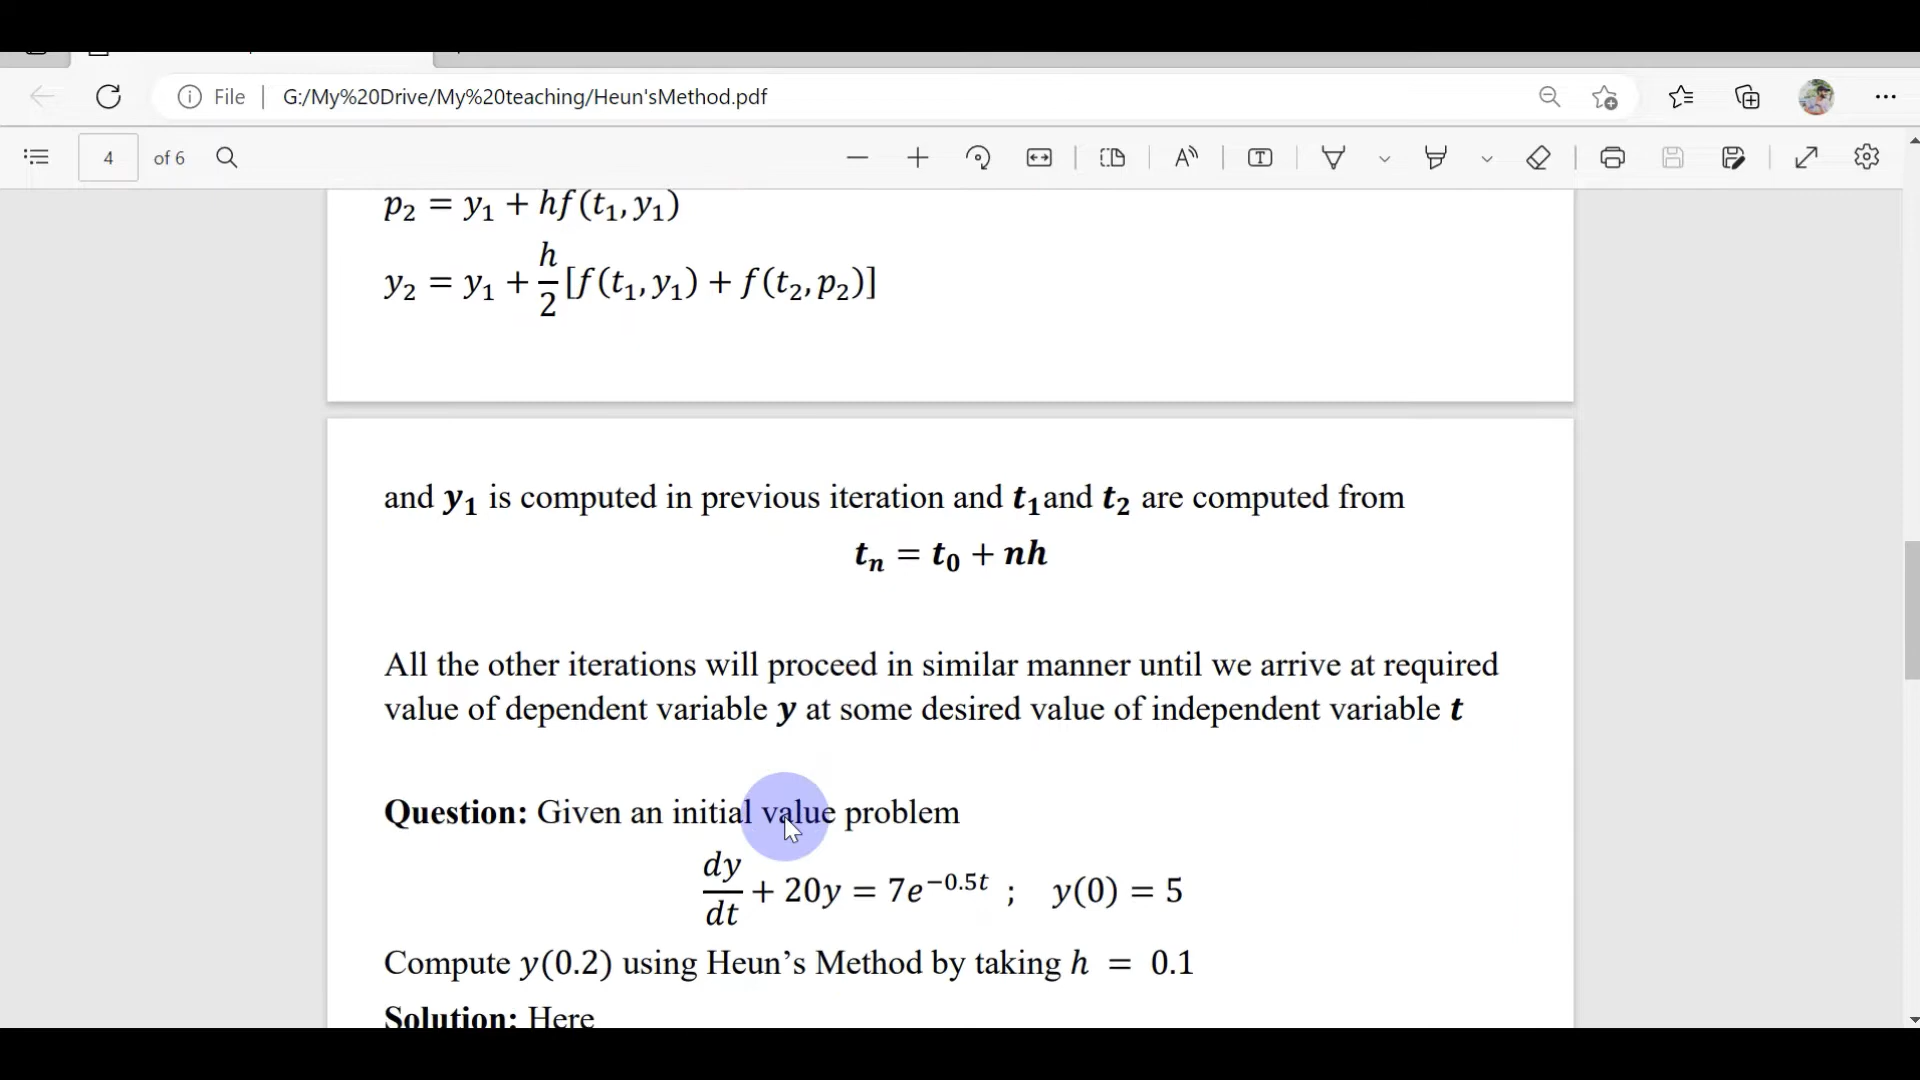 File G:/My%20Drive/My%20teaching/Heun'sMethod.pdf
4 of 6
p₂ = y₁ + hf(t₁, y₁)
y₂ = y₁ + h/2 [f(t₁, y₁) + f(t₂, p₂)]
and y₁ is computed in previous iteration and t₁and t₂ are computed from
tₙ = t₀ + nh
All the other iterations will proceed in similar manner until we arrive at required
value of dependent variable y at some desired value of independent variable t
Question: Given an initial value problem
dy/dt + 20y = 7e^−0.5t ; y(0) = 5
Compute y(0.2) using Heun’s Method by taking h = 0.1
Solution: Here